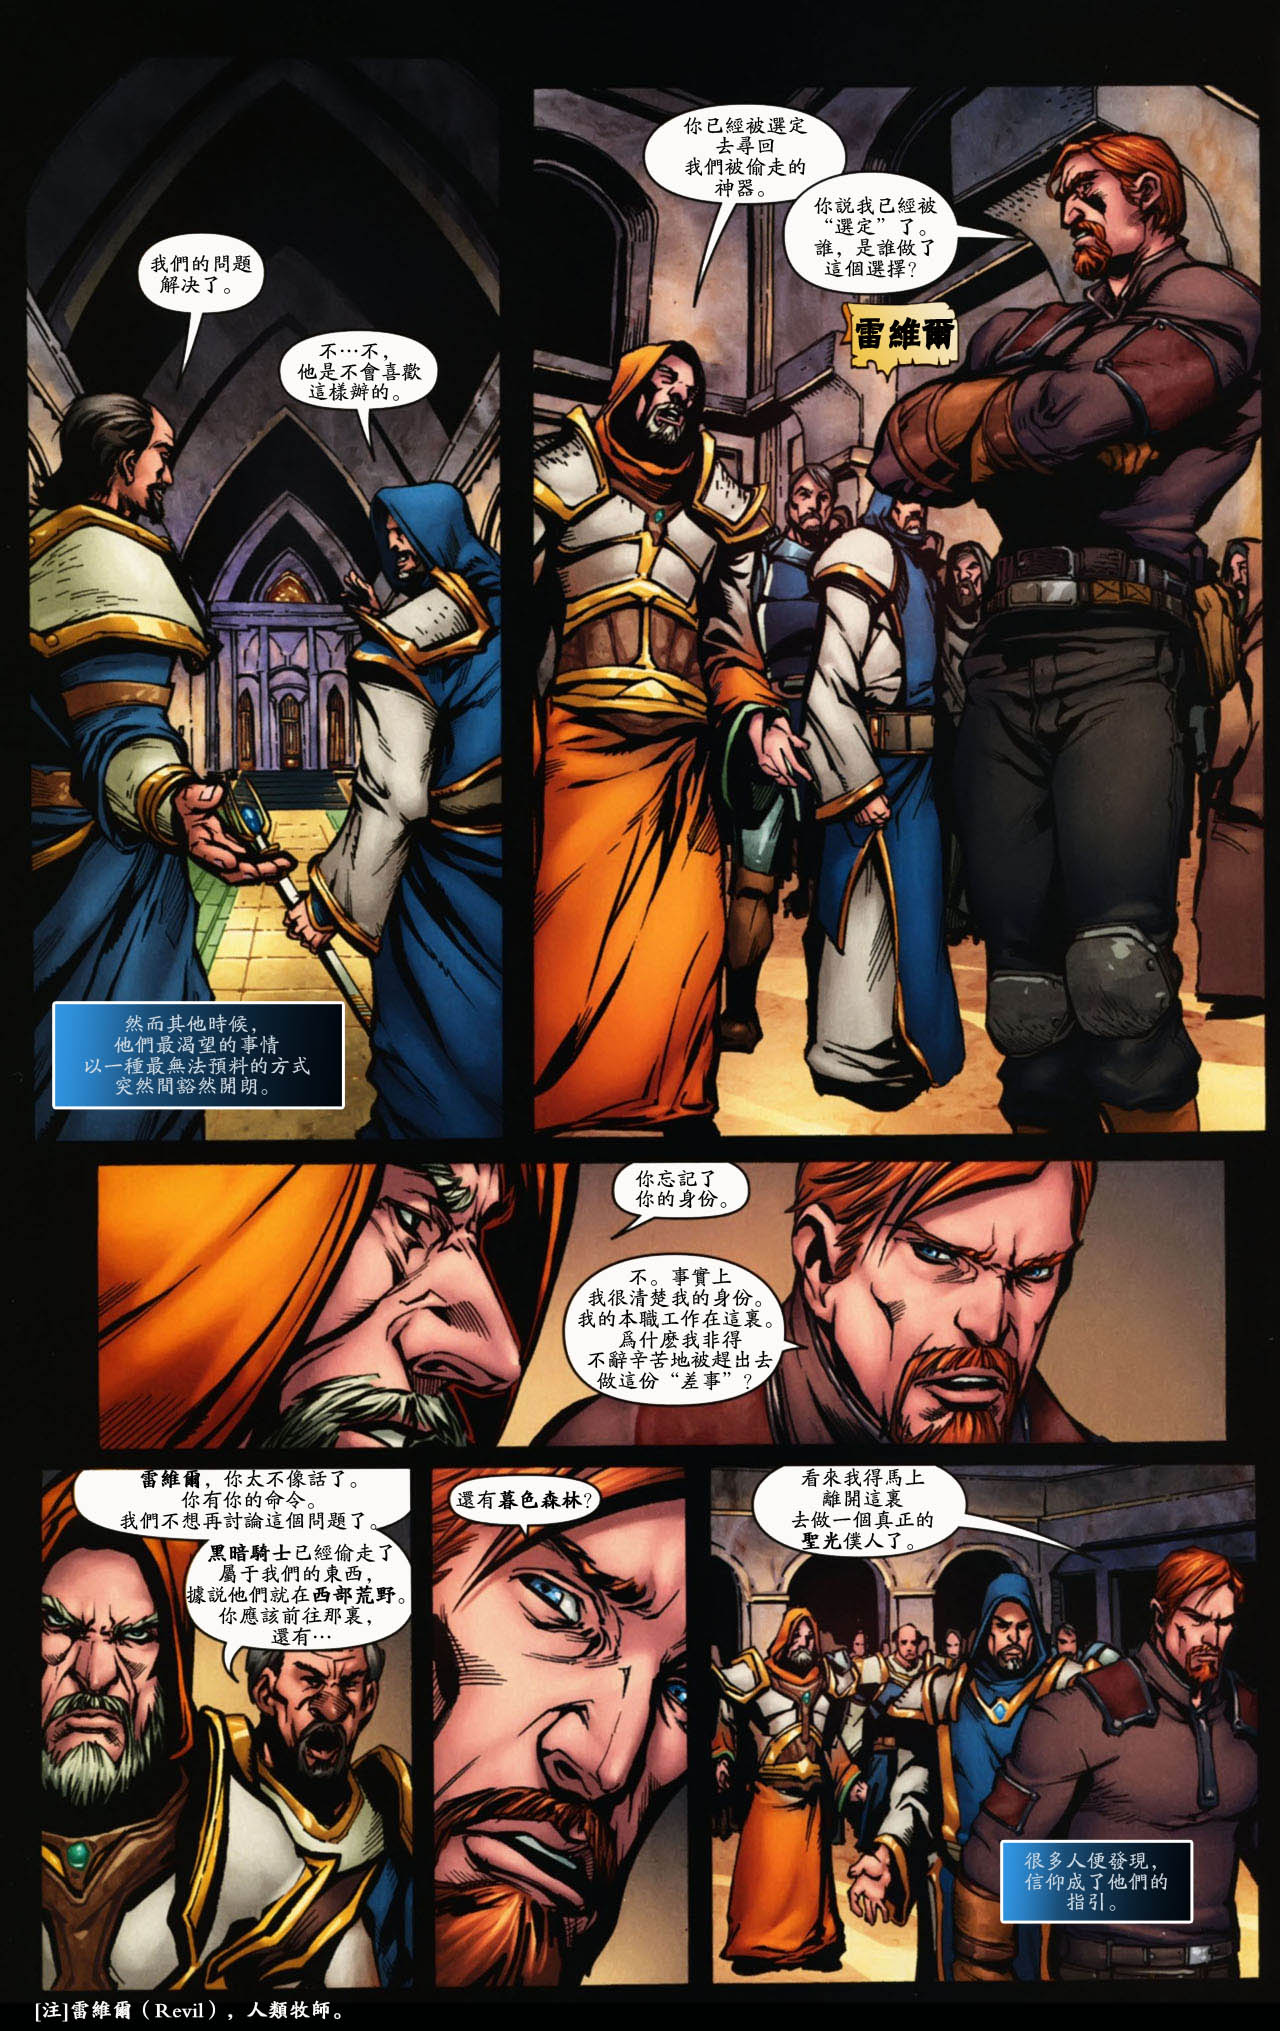 我們的問題
解决了。
不…不，
他是不會喜歡
這樣辦的。
然而其他時候，
他們最渴望的事情
以一種最無法預料的方式
突然間豁然開朗。
你已經被選定
去尋回
我們被偷走的
神器。
你説我已經被
“選定”了。
誰，是誰做了
這個選擇？
雷維爾
你忘記了
你的身份。
不。事實上
我很清楚我的身份。
我的本職工作在這裏。
爲什麽我非得
不辭辛苦地被趕出去
做這份“差事”？
雷維爾，你太不像話了。
你有你的命令。
我們不想再討論這個問題了。
黑暗騎士已經偷走了
屬于我們的東西，
據説他們就在西部荒野。
你應該前往那裏，
還有…
還有暮色森林？
看來我得馬上
離開這裏
去做一個真正的
聖光僕人了。
很多人便發現，
信仰成了他們的
指引。
[注]雷維爾（Revil），人類牧師。